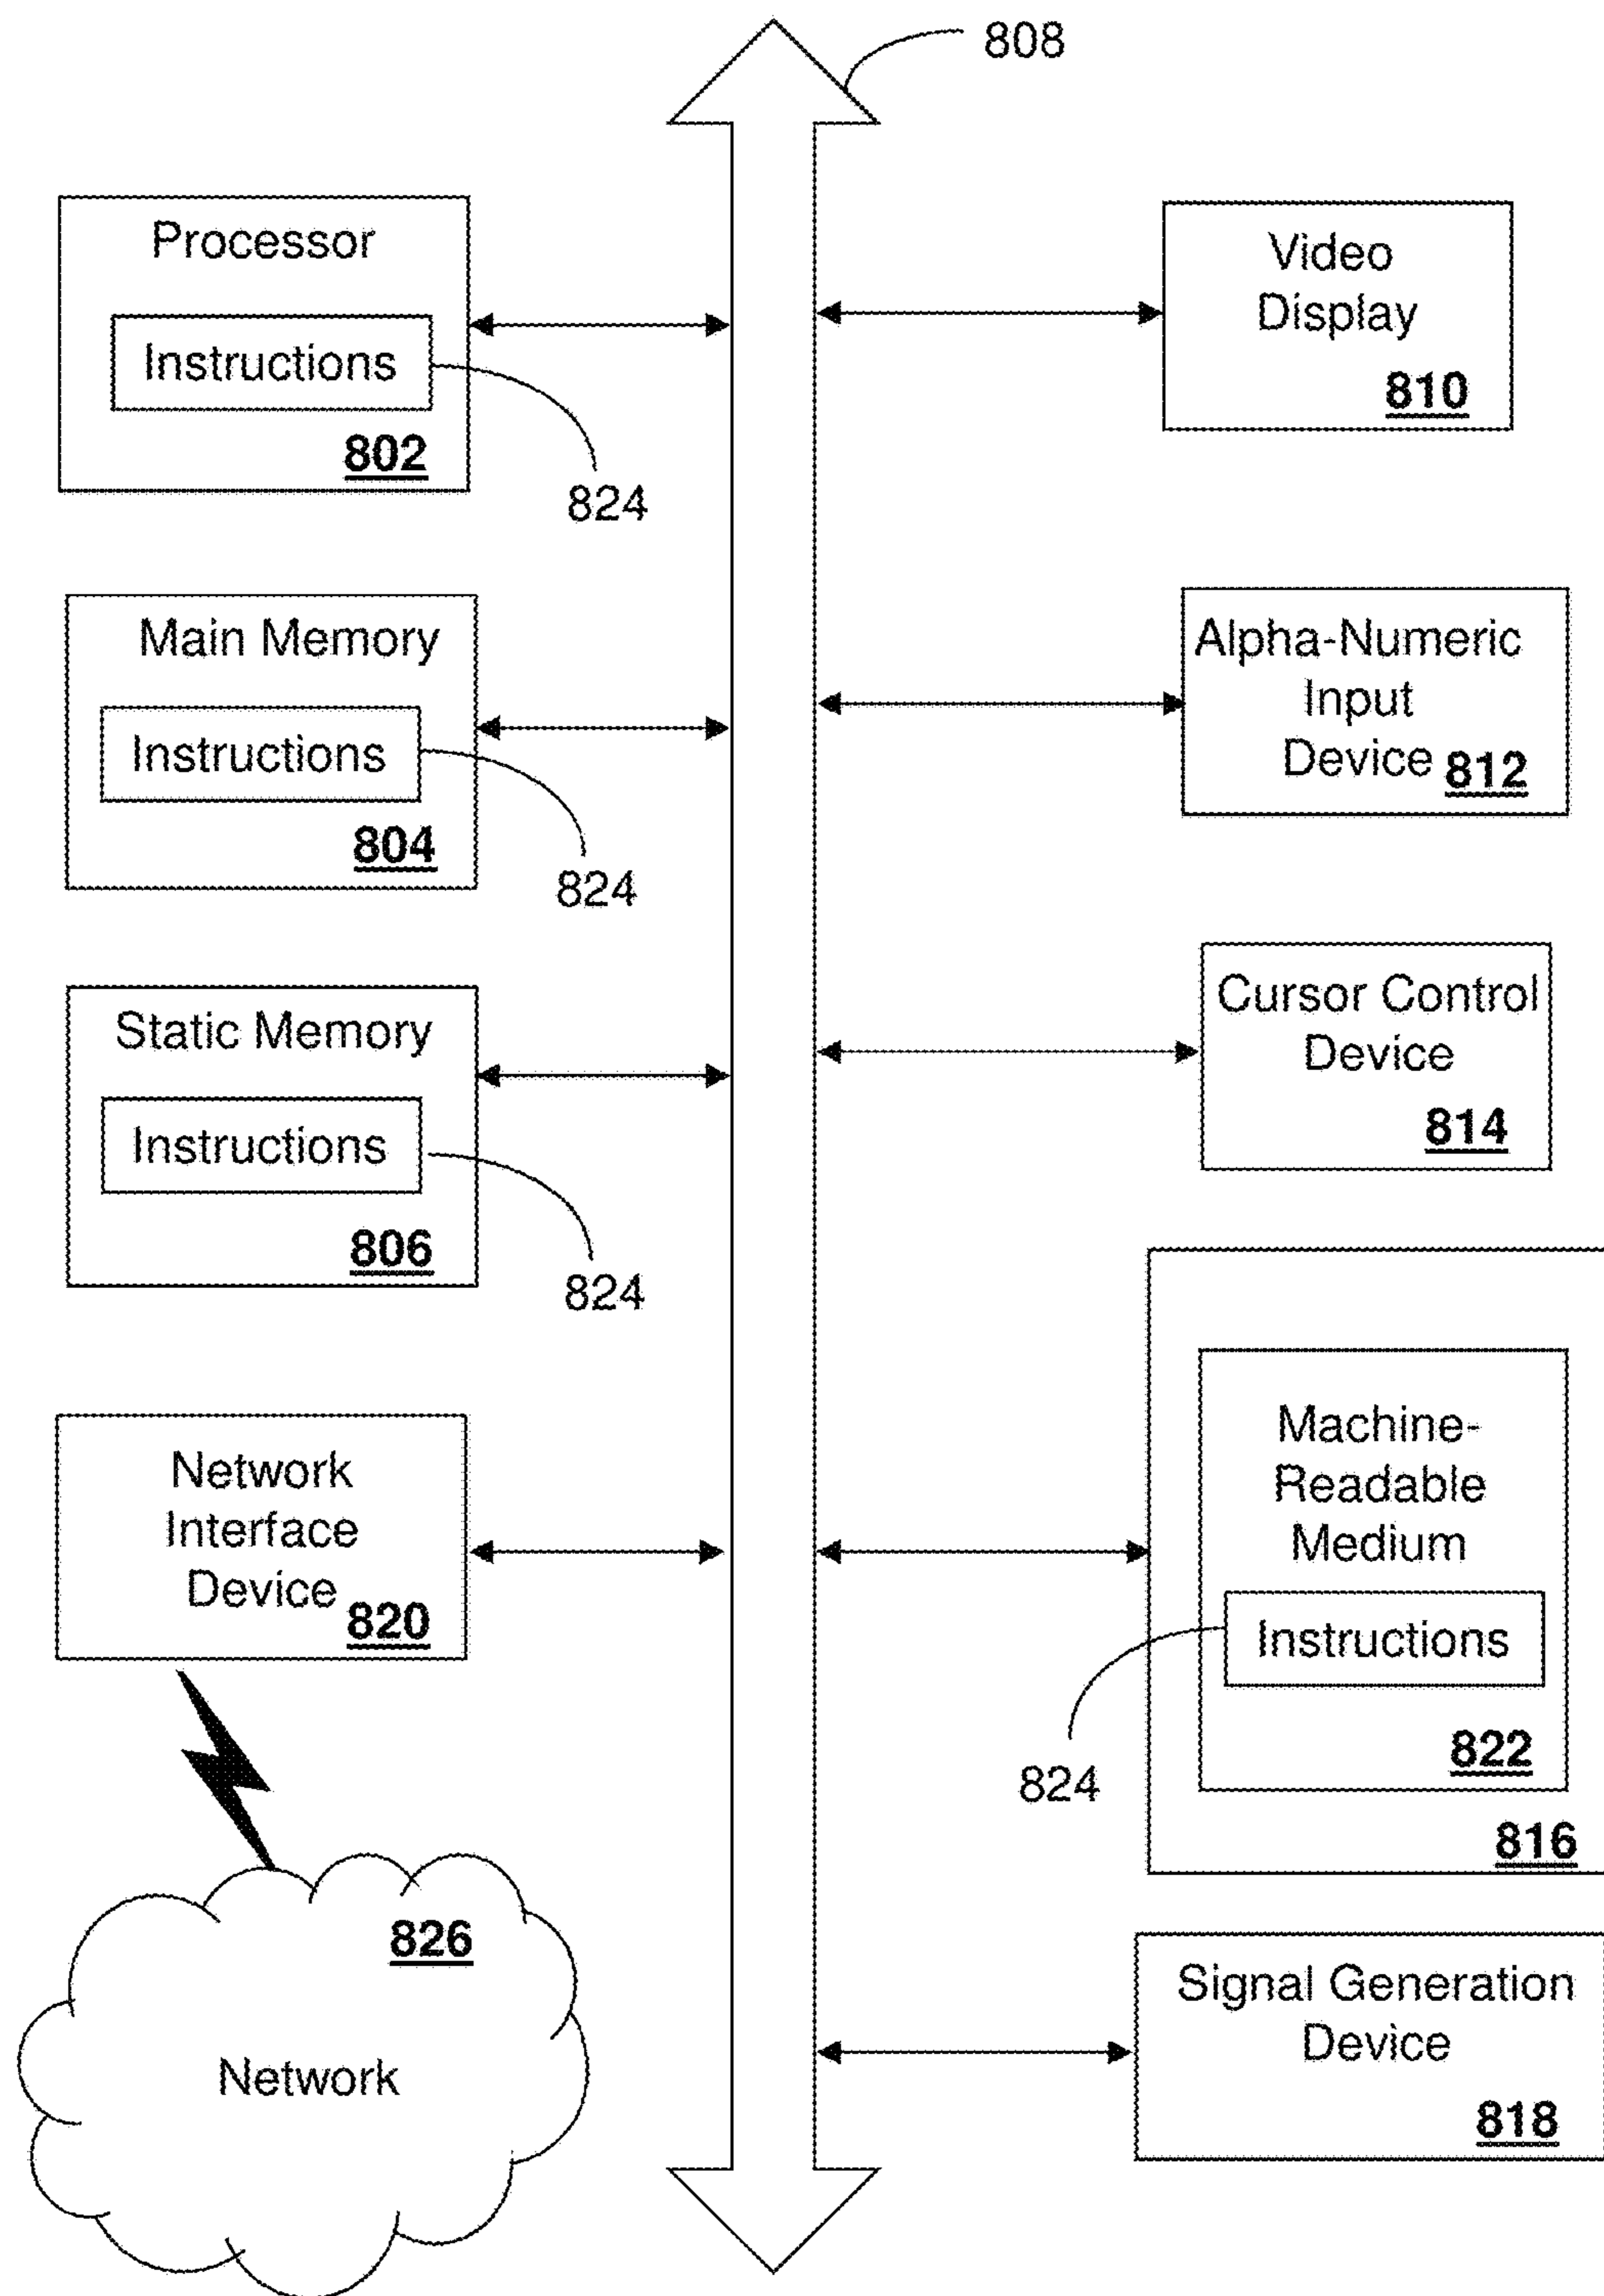 808
Processor
Instructions
802
824
Main Memory
Instructions
804
824
Static Memory
Instructions
806
824
Network
Interface
Device
820
826
Network
Video
Display
810
Alpha-Numeric
Input
Device
812
Cursor Control
Device
814
Machine-
Readable
Medium
Instructions
824
822
816
Signal Generation
Device
818